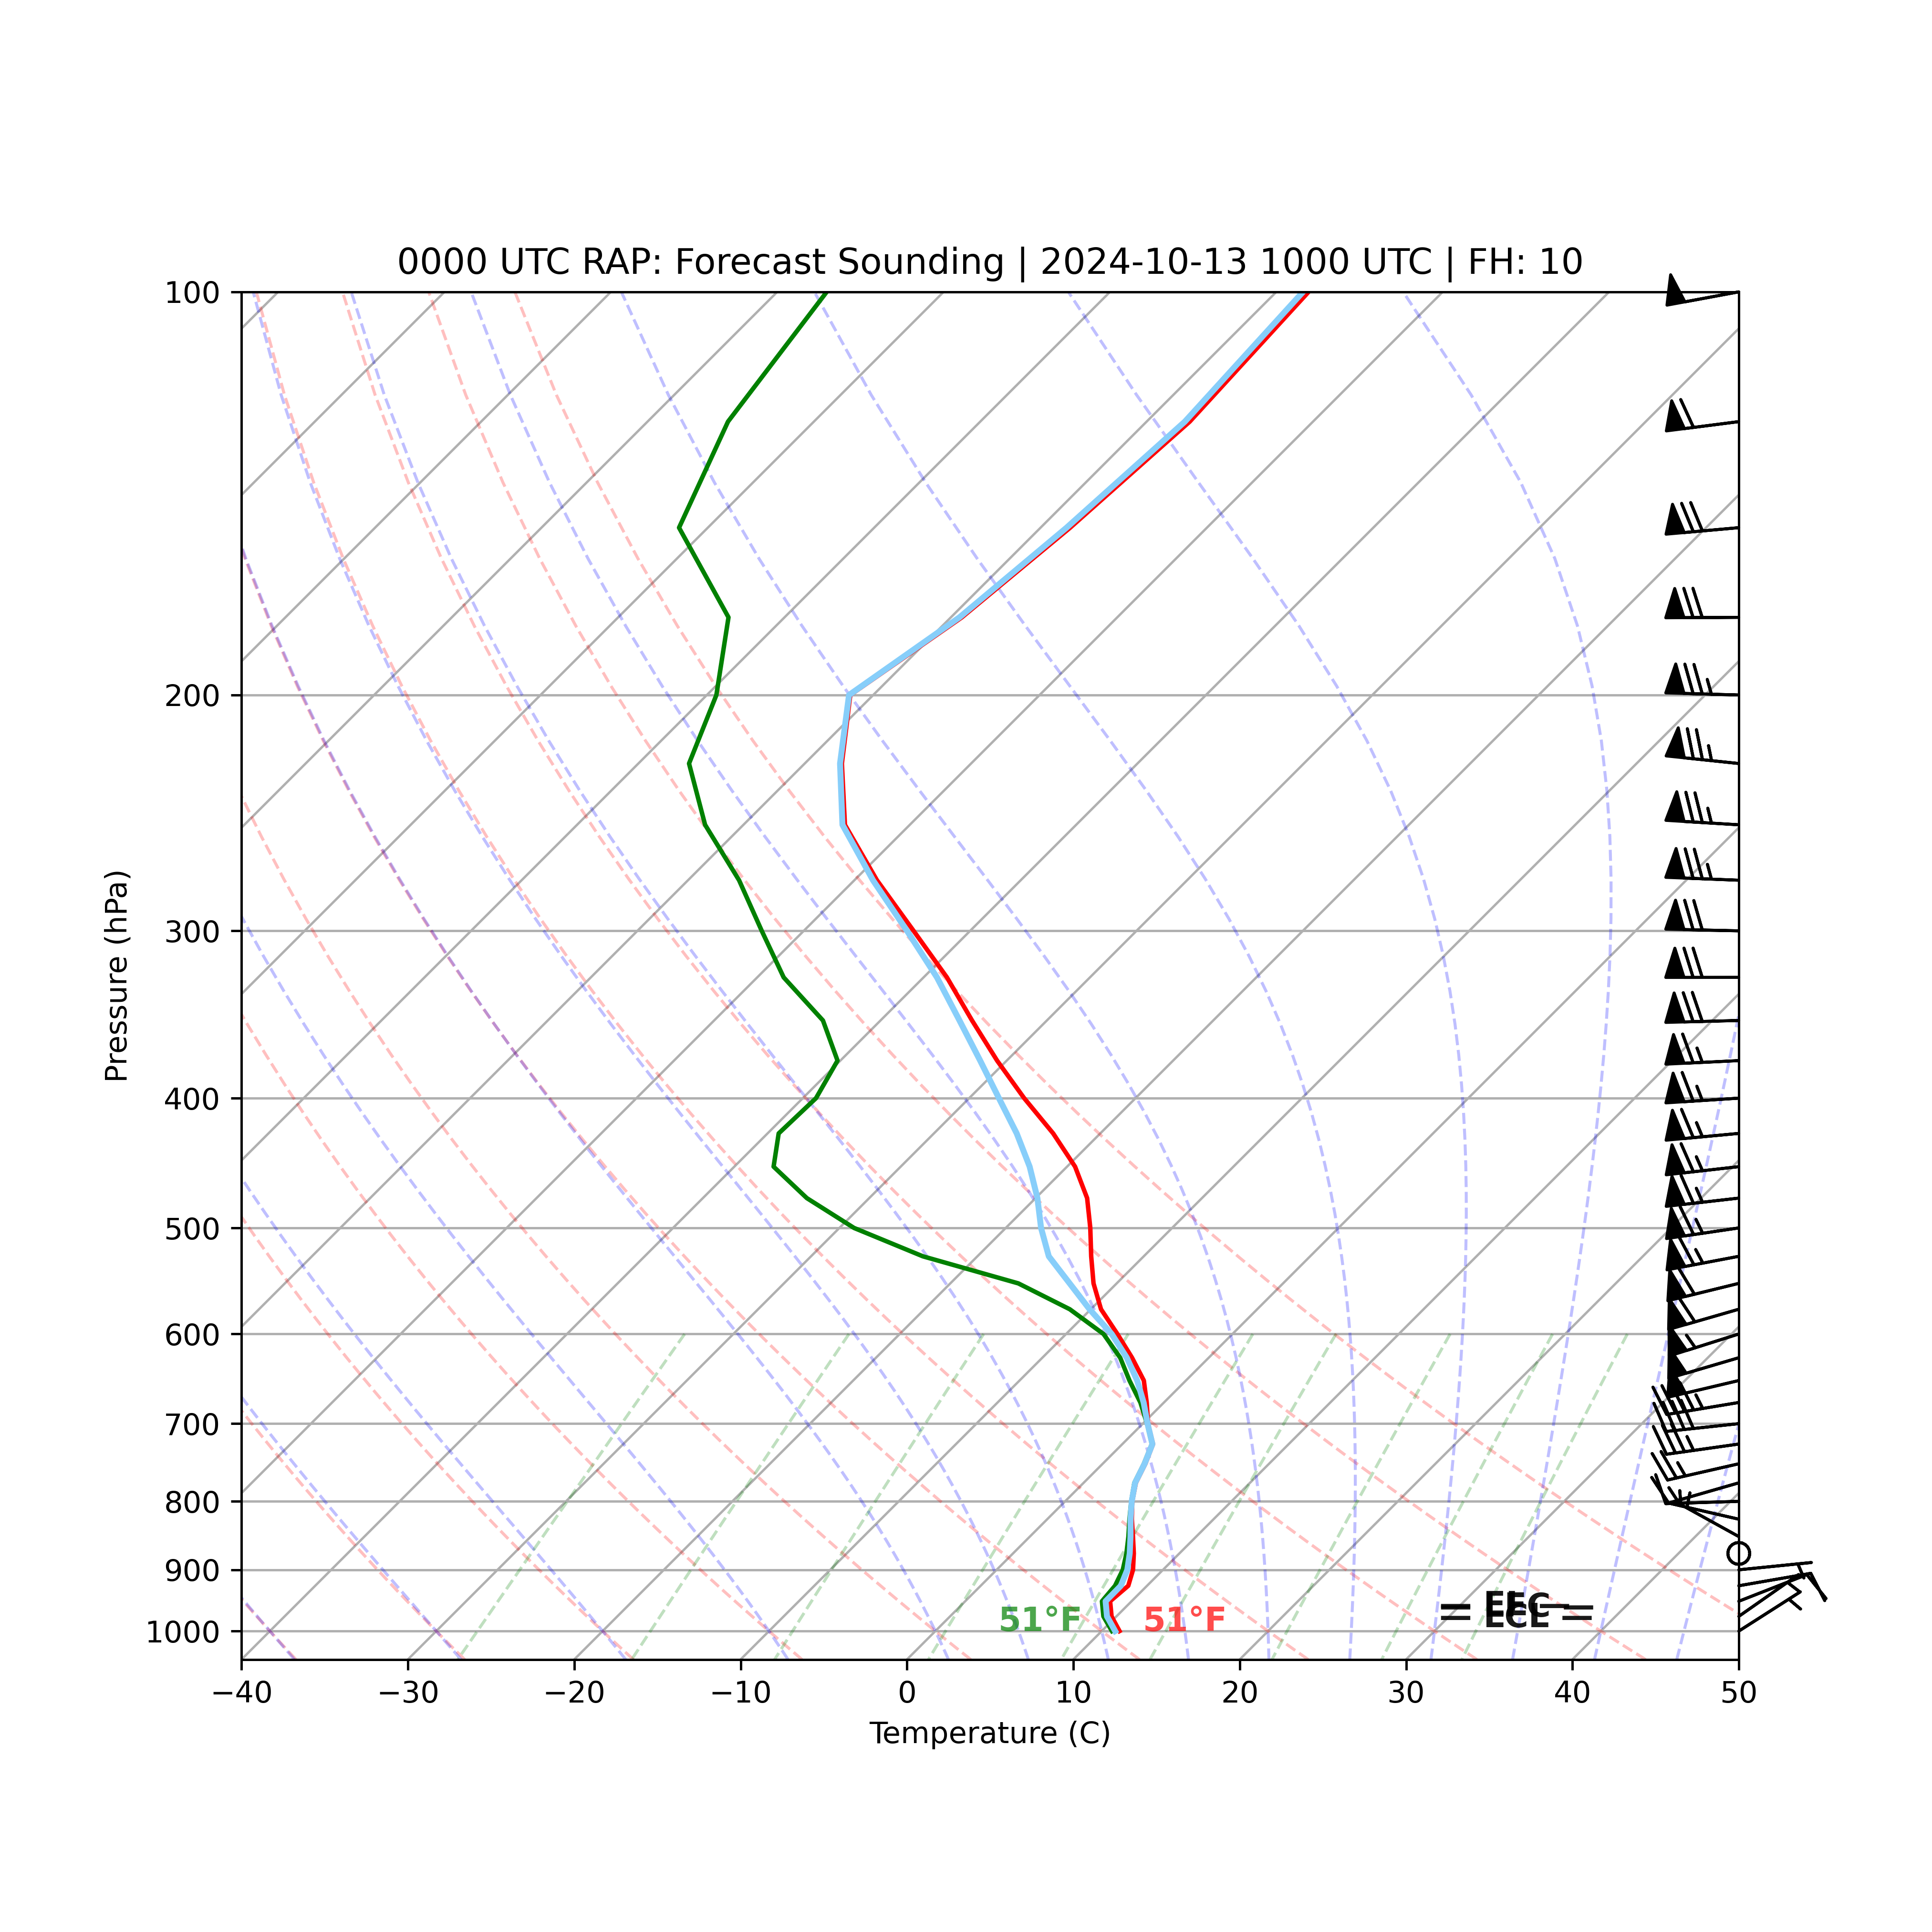 0000 UTC RAP: Forecast Sounding | 2024-10-13 1000 UTC | FH: 10
100
200
300
400
500
600
700
800
900
1000
Pressure (hPa)
51°F 51°F
−40 −30 −20 −10 0 10 20 30 40 50
Temperature (C)